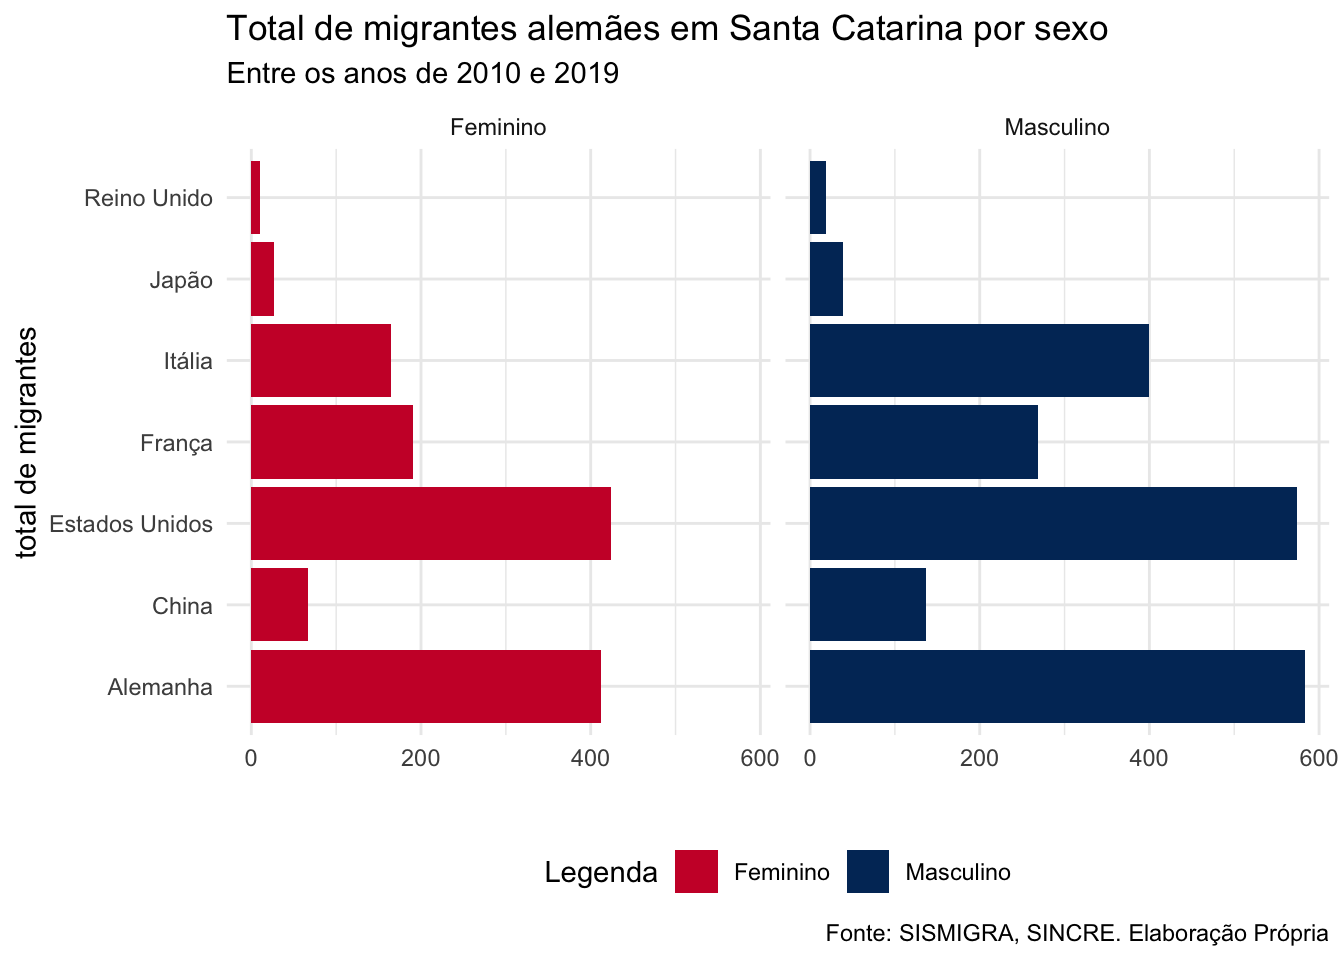 Total de migrantes alemães em Santa Catarina por sexo
Entre os anos de 2010 e 2019
Feminino Masculino
total de migrantes
Reino Unido
Japão
Itália
França
Estados Unidos
China
Alemanha
0 200 400 600 0 200 400 600
Legenda Feminino Masculino
Fonte: SISMIGRA, SINCRE. Elaboração Própria